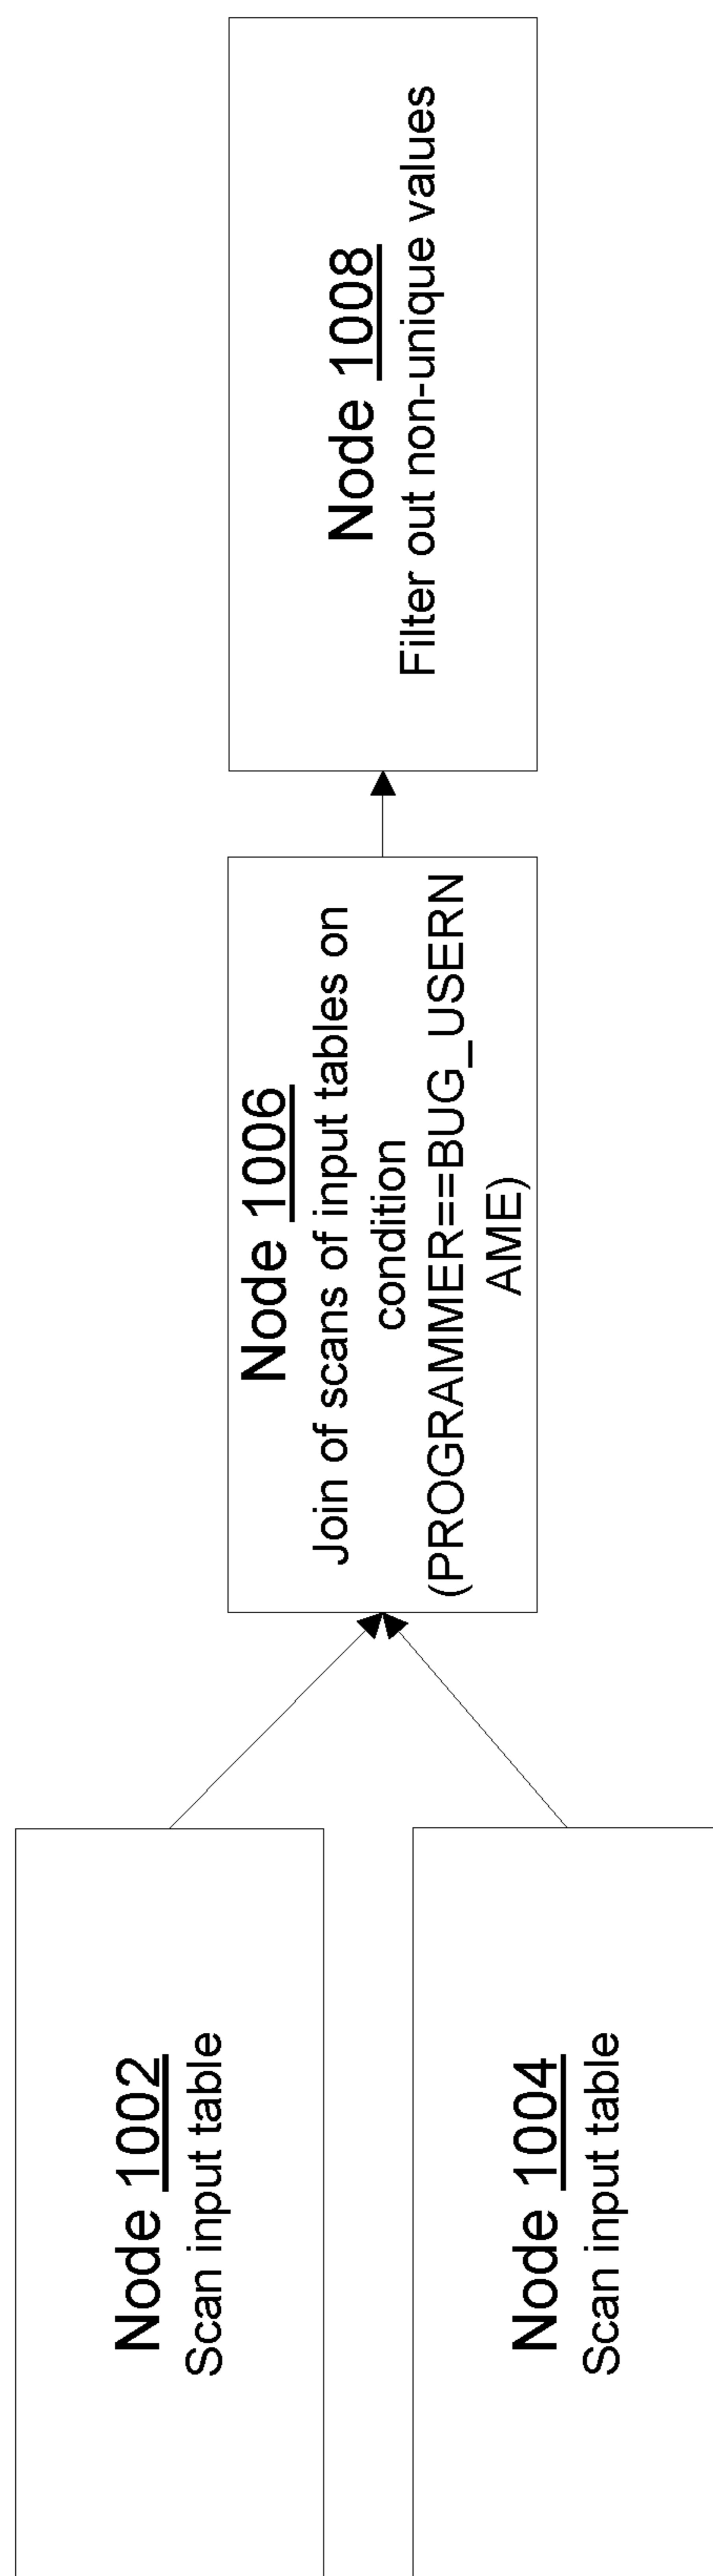 Node 1002
Scan input table
Node 1004
Scan input table
Node 1006
Join of scans of input tables on
condition
(PROGRAMMER==BUG_USERN
AME)
Node 1008
Filter out non-unique values